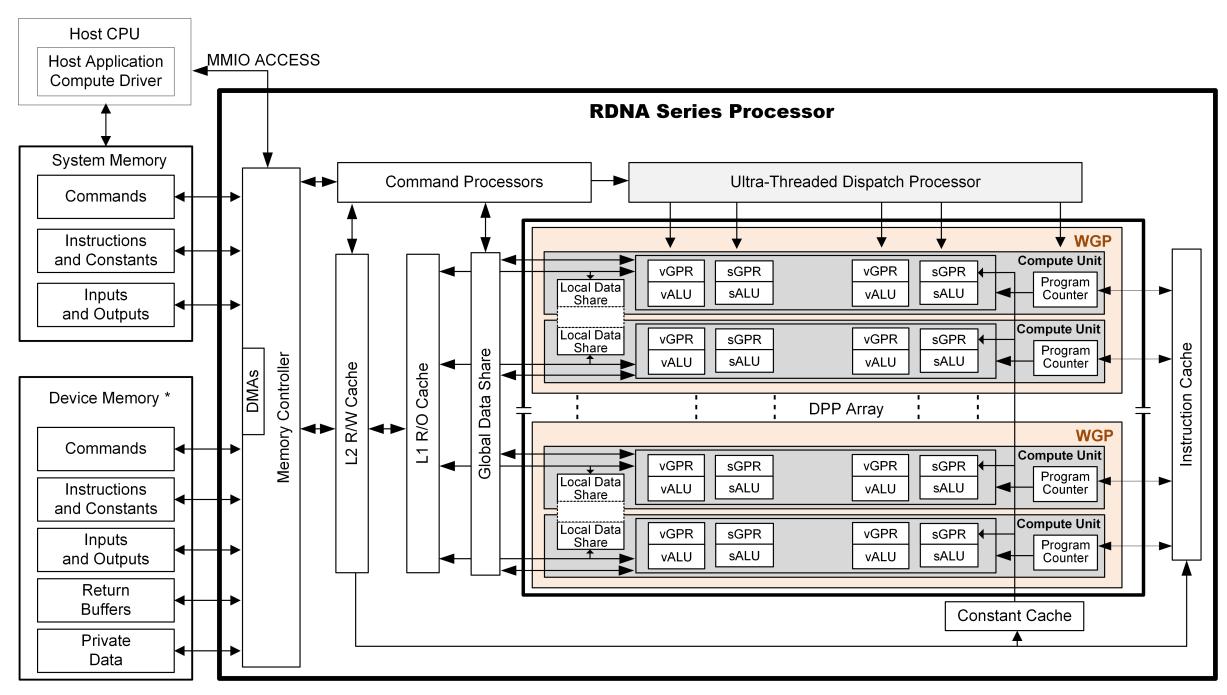 Host CPU
Host Application
Compute Driver
MMIO ACCESS
RDNA Series Processor
System Memory
Commands
Instructions
and Constants
Inputs
and Outputs
Device Memory *
Commands
Instructions
and Constants
Inputs
and Outputs
Return
Buffers
Private
Data
DMAs
Memory Controller
Command Processors
Ultra-Threaded Dispatch Processor
L2 R/W Cache
L1 R/O Cache
Global Data Share
WGP
Compute Unit
Local Data
Share
vGPR
vALU
sGPR
sALU
vGPR
vALU
sGPR
sALU
Program
Counter
Compute Unit
Local Data
Share
vGPR
vALU
sGPR
sALU
vGPR
vALU
sGPR
sALU
Program
Counter
DPP Array
WGP
Compute Unit
Local Data
Share
vGPR
vALU
sGPR
sALU
vGPR
vALU
sGPR
sALU
Program
Counter
Compute Unit
Local Data
Share
vGPR
vALU
sGPR
sALU
vGPR
vALU
sGPR
sALU
Program
Counter
Instruction Cache
Constant Cache